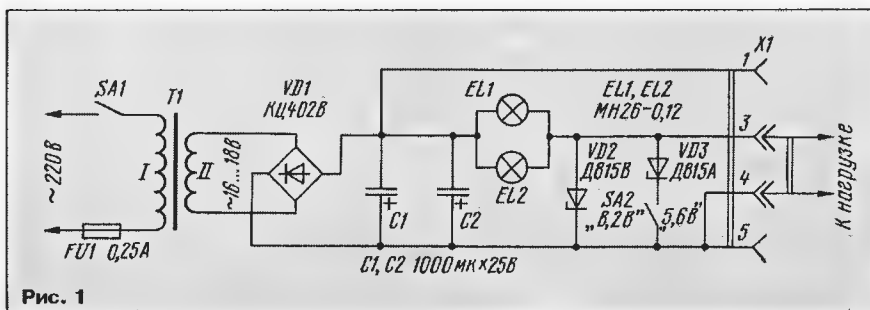 SA1
T1
VD1
КЦ402В
EL1
EL1, EL2
МН26-0,12
1
X1
~220В
I
II
~16...18В
3
VD2
Д815В
VD3
Д815А
4
EL2
C1
C2
SA2
„8,2В"
„5,6В"
5
К нагрузке
FU1 0,25А
C1, C2 1000мк×25В
Рис. 1